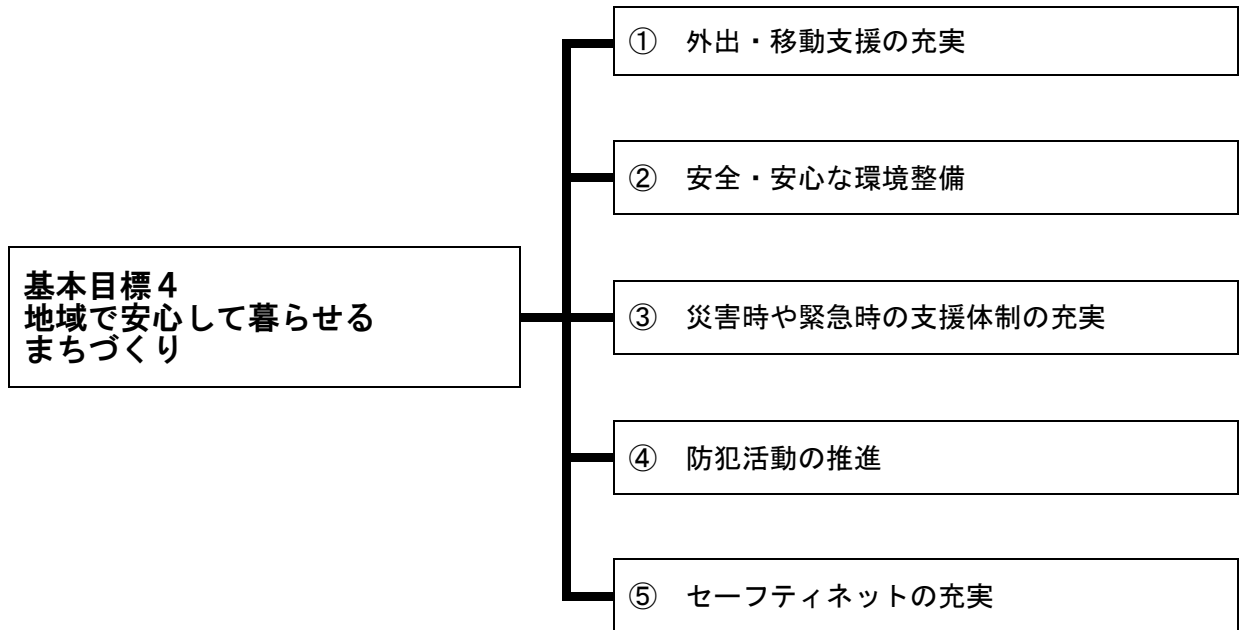 基本目標４
地域で安心して暮らせる
まちづくり
①　外出・移動支援の充実
②　安全・安心な環境整備
③　災害時や緊急時の支援体制の充実
④　防犯活動の推進
⑤　セーフティネットの充実